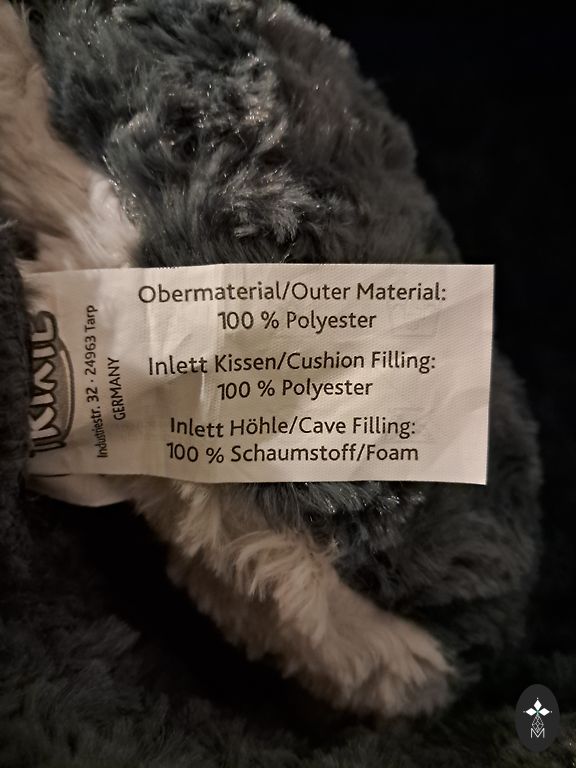 Obermaterial/Outer Material:
100 % Polyester
Inlett Kissen/Cushion Filling:
100 % Polyester
Inlett Höhle/Cave Filling:
100 % Schaumstoff/Foam
TRIXIE
Industriestr. 32 · 24963 Tarp
GERMANY
M